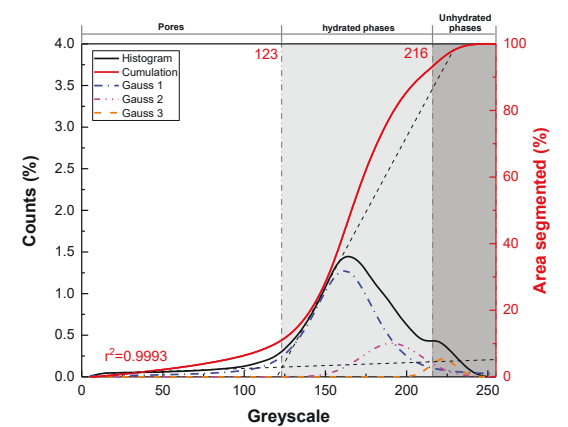 Pores
hydrated phases
Unhydrated
phases
123
216
Histogram
Cumulation
Gauss 1
Gauss 2
Gauss 3
r²=0.9993
Counts (%)
4.0
3.5
3.0
2.5
2.0
1.5
1.0
0.5
0.0
Area segmented (%)
100
80
60
40
20
0
0
50
100
150
200
250
Greyscale